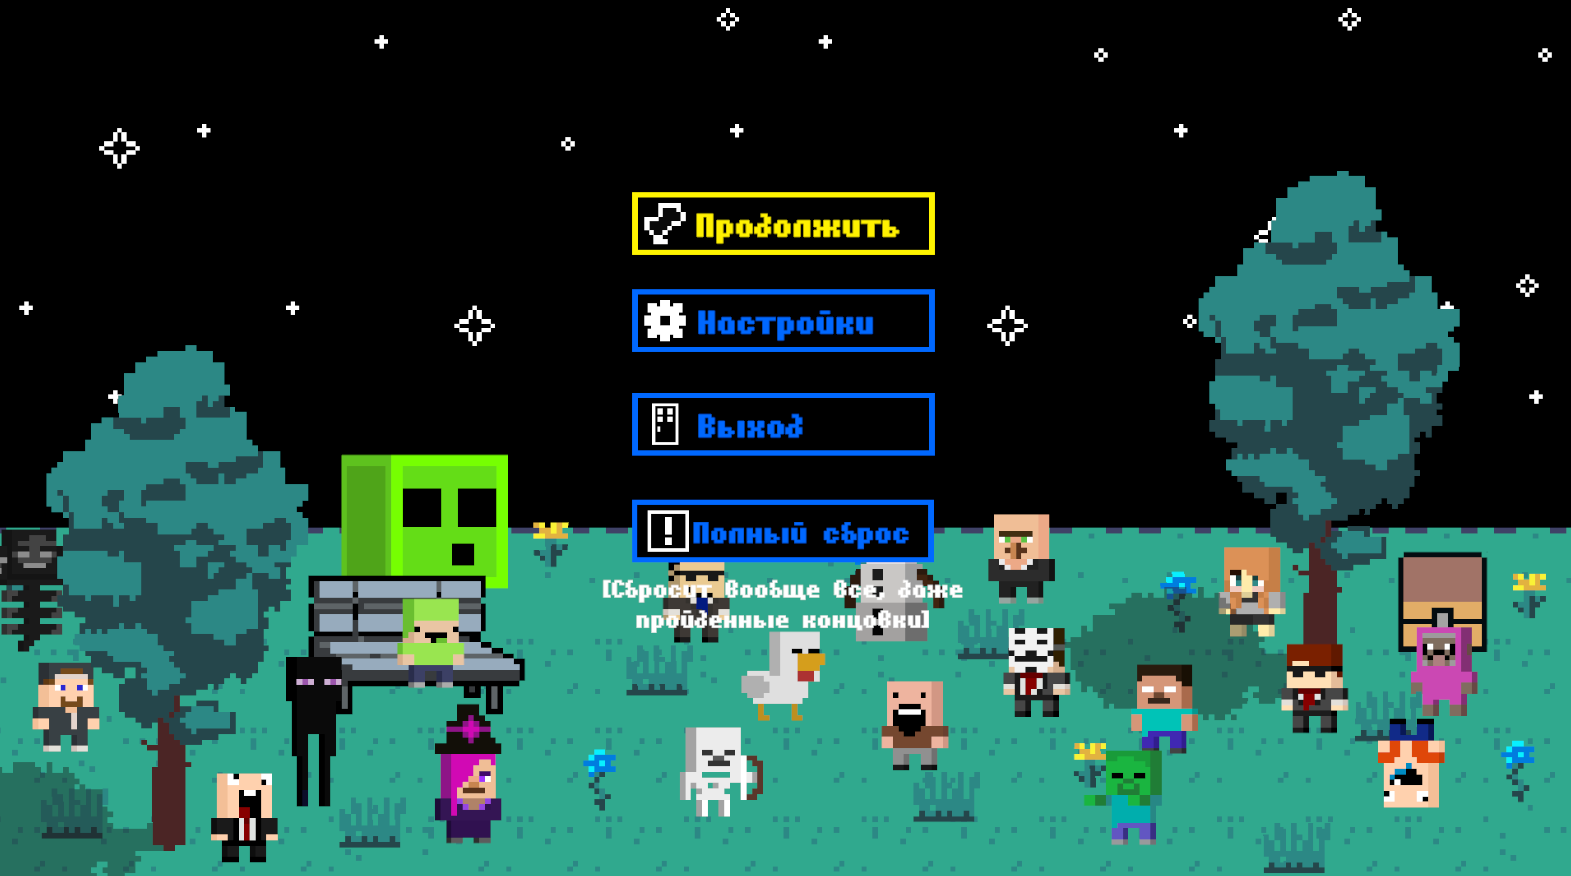 Продолжить
Настройки
Выход
Полный сброс
[Сбросит вообще все, даже
пройденные концовки]